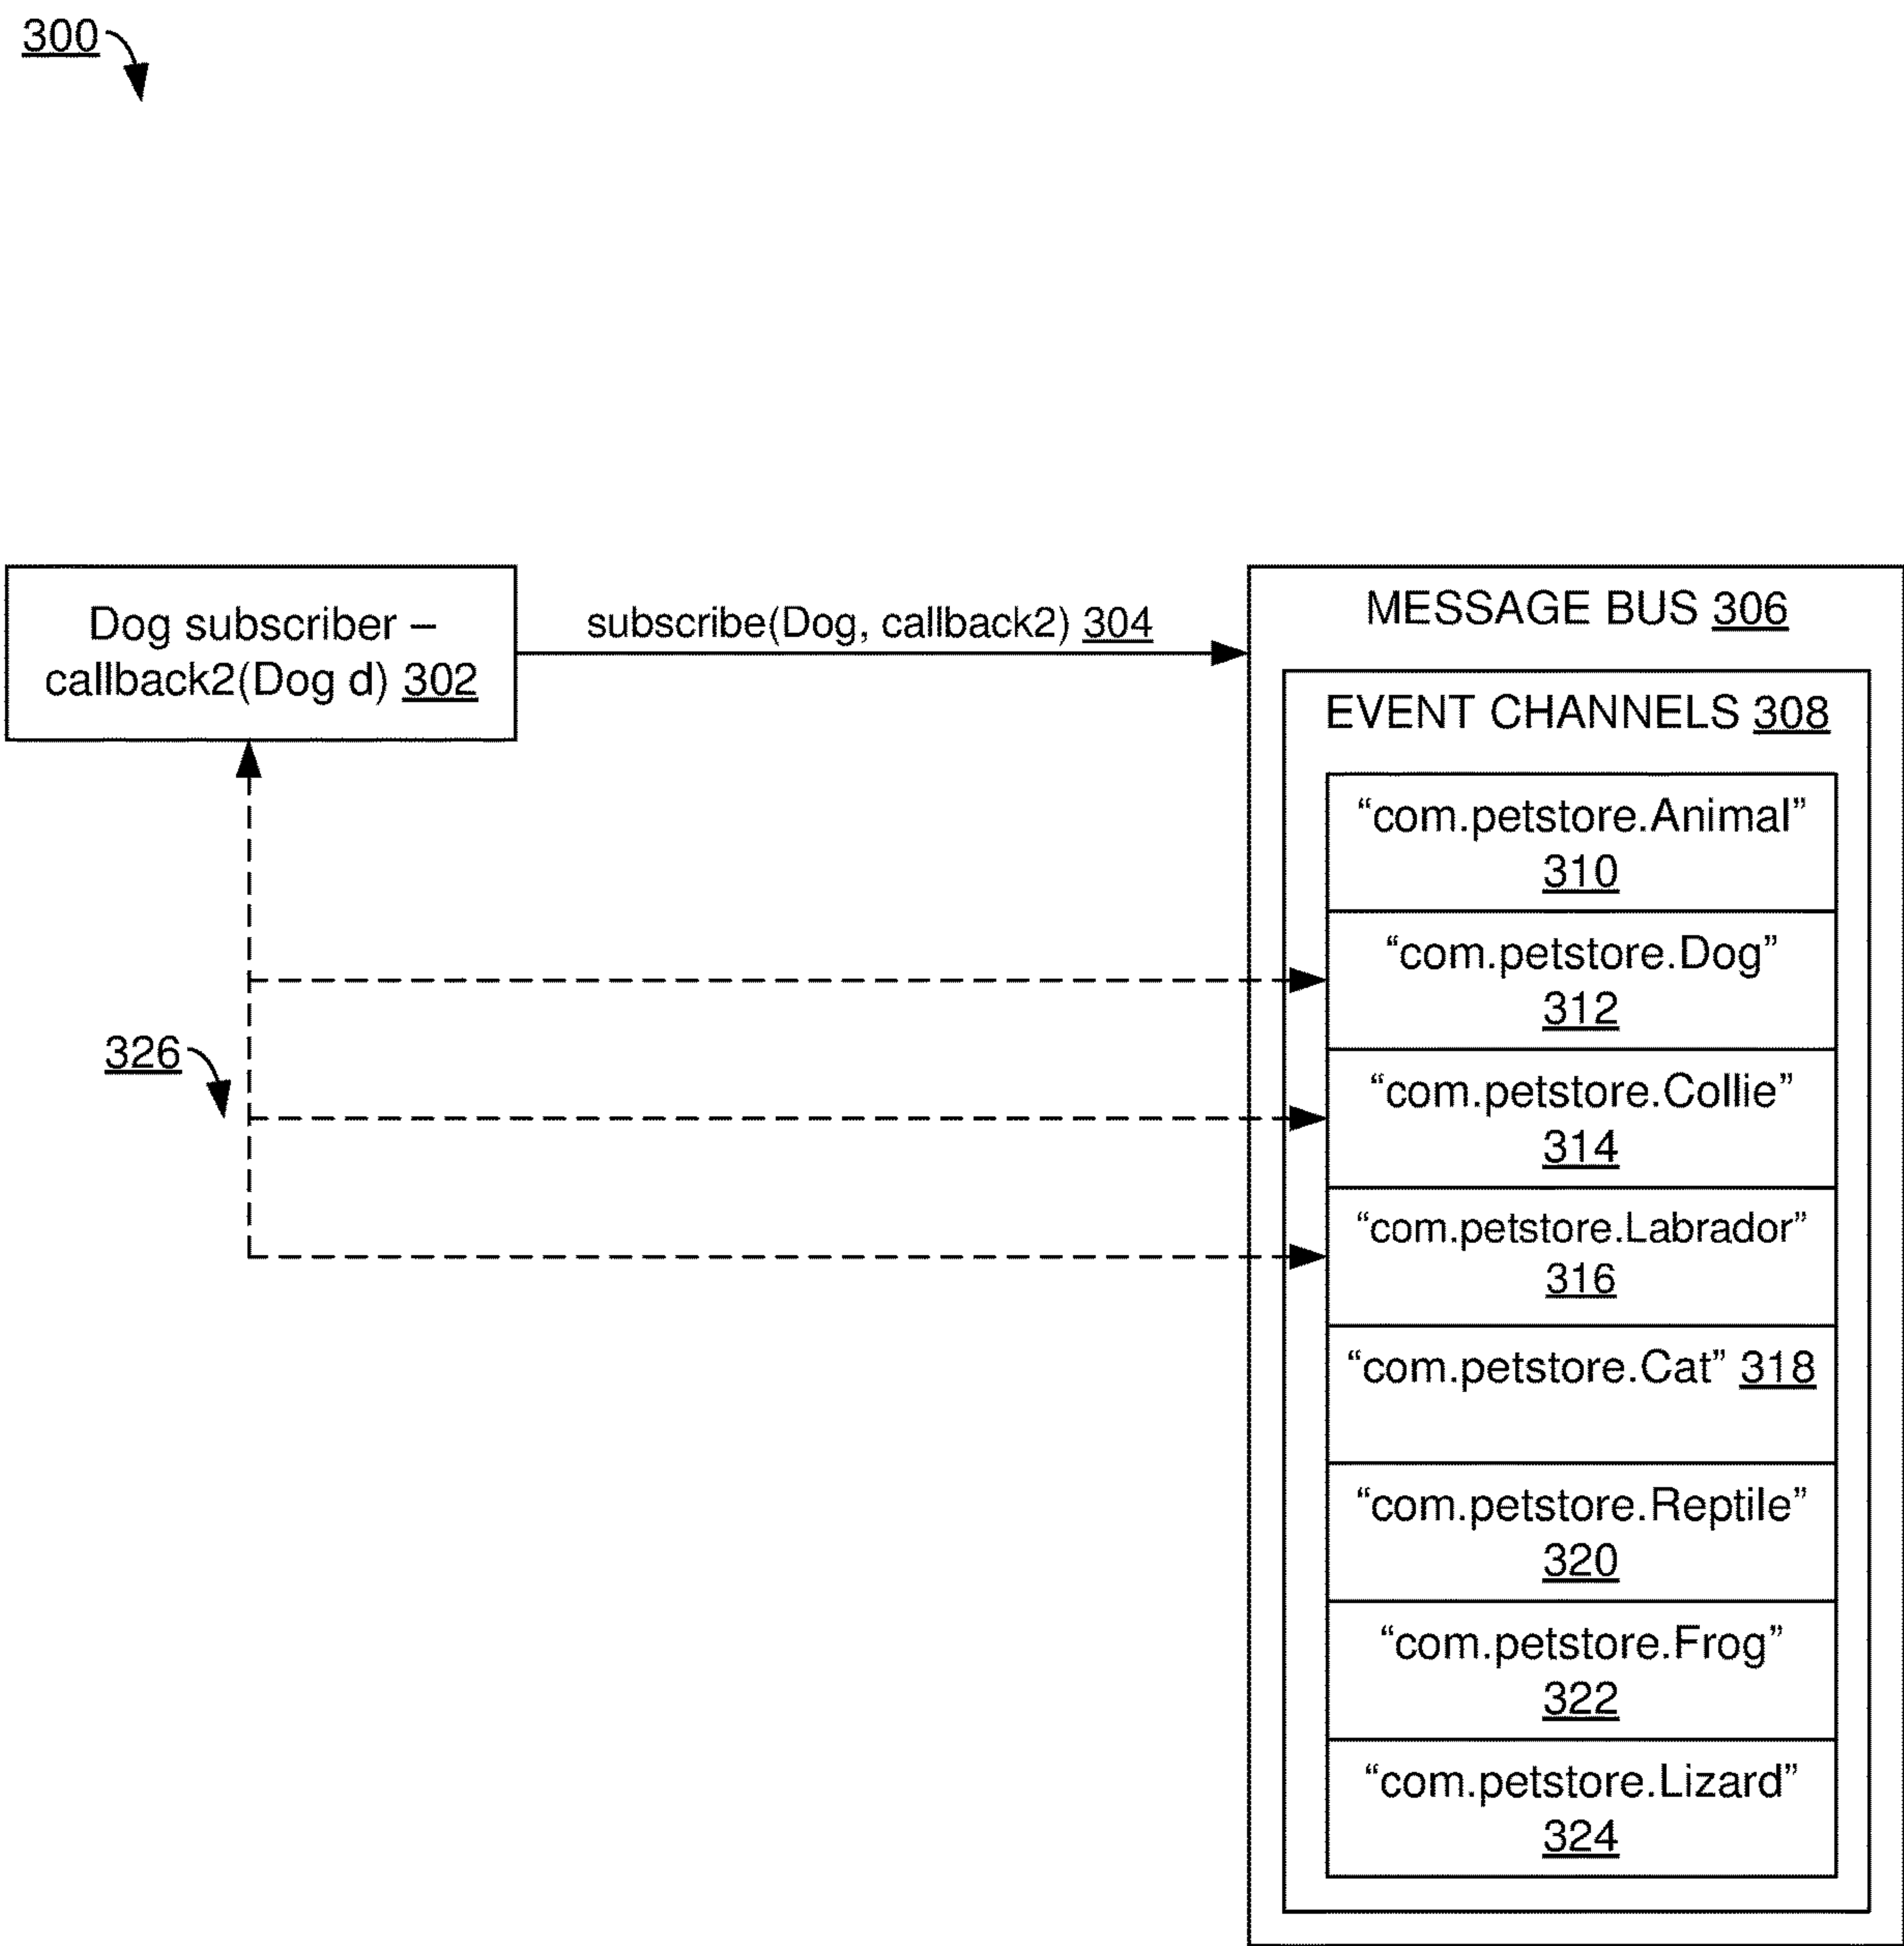 300
Dog subscriber –
callback2(Dog d) 302
subscribe(Dog, callback2) 304
MESSAGE BUS 306
EVENT CHANNELS 308
“com.petstore.Animal”
310
“com.petstore.Dog”
312
326
“com.petstore.Collie”
314
“com.petstore.Labrador”
316
“com.petstore.Cat” 318
“com.petstore.Reptile”
320
“com.petstore.Frog”
322
“com.petstore.Lizard”
324